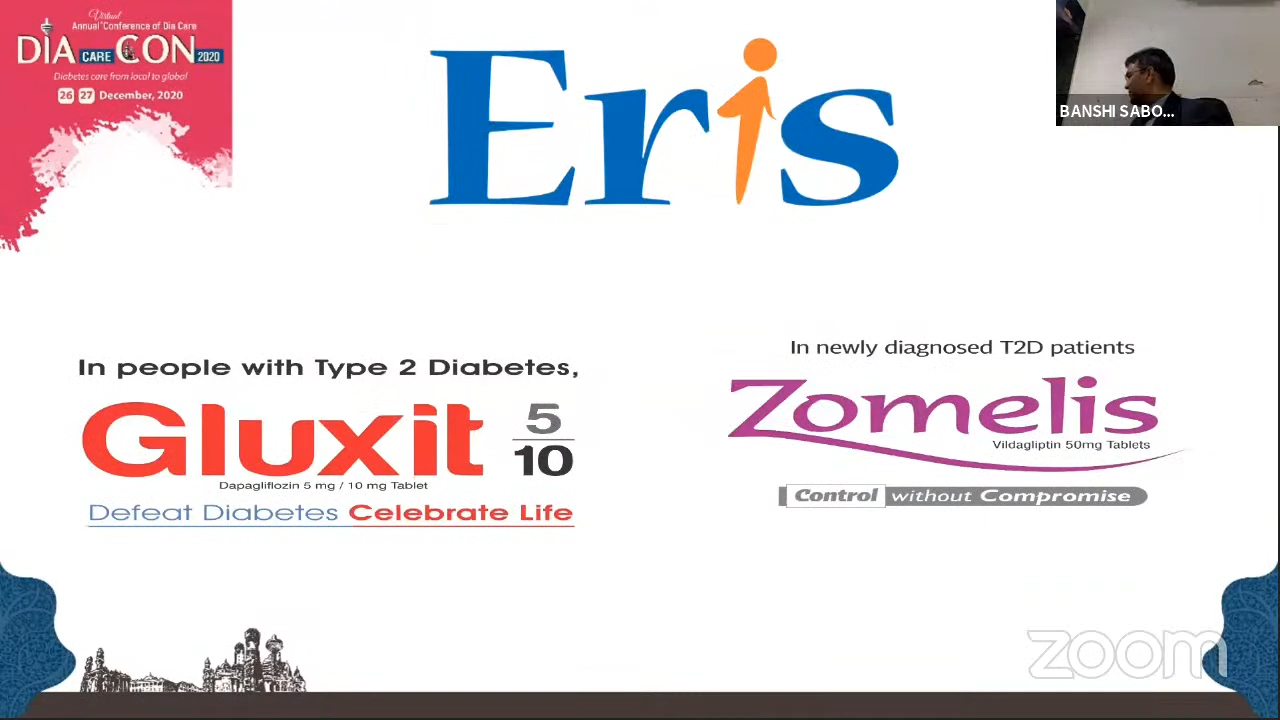 Virtual
Annual Conference of Dia Care
DIA CARE CON 2020
Diabetes care from local to global
26 27 December, 2020
Eris
BANSHI SABO...
In people with Type 2 Diabetes,
Gluxit 5
10
Dapagliflozin 5 mg / 10 mg Tablet
Defeat Diabetes Celebrate Life
In newly diagnosed T2D patients
Zomelis
Vildagliptin 50mg Tablets
Control without Compromise
zoom